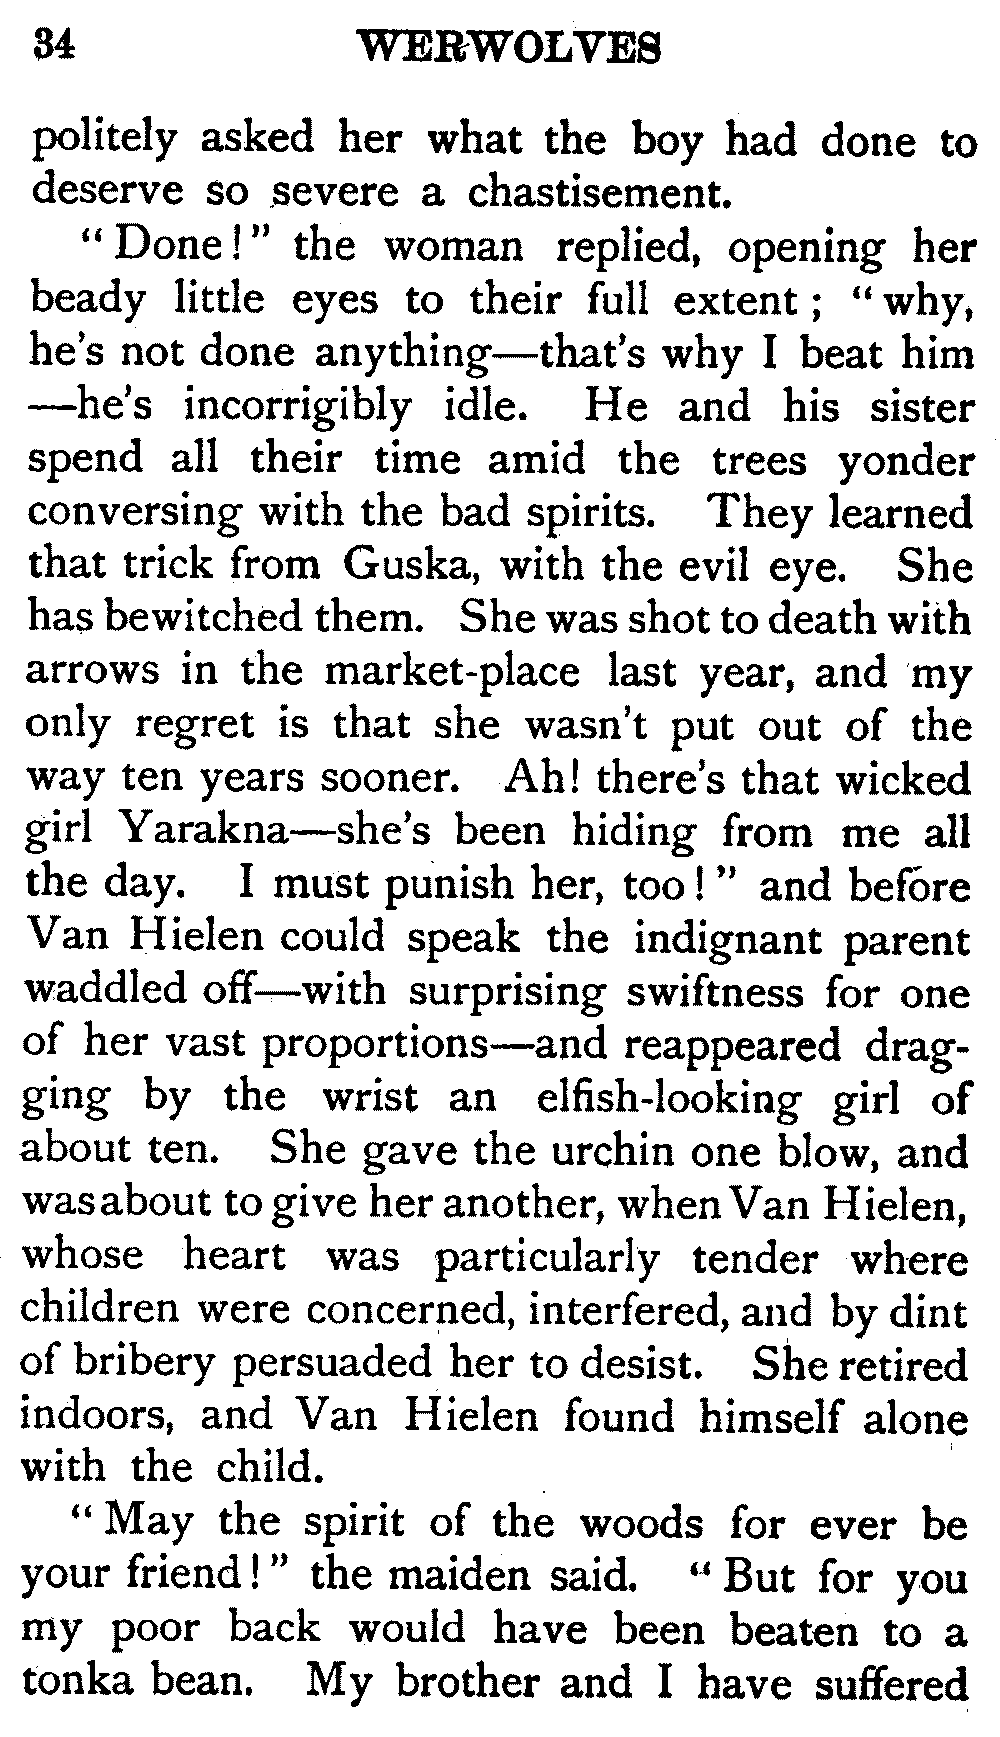 34 WERWOLVES
politely asked her what the boy had done to
deserve so severe a chastisement.
“Done!” the woman replied, opening her
beady little eyes to their full extent; “why,
he's not done anything—that's why I beat him
—he's incorrigibly idle. He and his sister
spend all their time amid the trees yonder
conversing with the bad spirits. They learned
that trick from Guska, with the evil eye. She
has bewitched them. She was shot to death with
arrows in the market-place last year, and my
only regret is that she wasn't put out of the
way ten years sooner. Ah! there's that wicked
girl Yarakna—she's been hiding from me all
the day. I must punish her, too!” and before
Van Hielen could speak the indignant parent
waddled off—with surprising swiftness for one
of her vast proportions—and reappeared drag-
ging by the wrist an elfish-looking girl of
about ten. She gave the urchin one blow, and
was about to give her another, when Van Hielen,
whose heart was particularly tender where
children were concerned, interfered, and by dint
of bribery persuaded her to desist. She retired
indoors, and Van Hielen found himself alone
with the child.
“May the spirit of the woods for ever be
your friend!” the maiden said. “But for you
my poor back would have been beaten to a
tonka bean. My brother and I have suffered